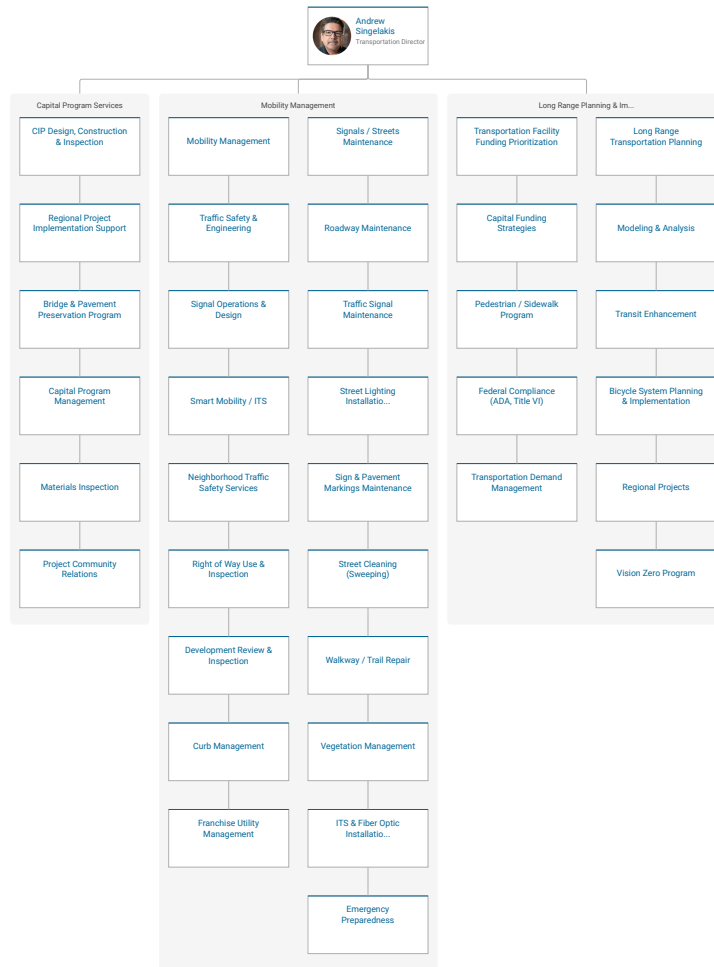 Andrew
Singelakis
Transportation Director
Capital Program Services
CIP Design, Construction
& Inspection
Regional Project
Implementation Support
Bridge & Pavement
Preservation Program
Capital Program
Management
Materials Inspection
Project Community
Relations
Mobility Management
Mobility Management
Traffic Safety &
Engineering
Signal Operations &
Design
Smart Mobility / ITS
Neighborhood Traffic
Safety Services
Right of Way Use &
Inspection
Development Review &
Inspection
Curb Management
Franchise Utility
Management
Signals / Streets
Maintenance
Roadway Maintenance
Traffic Signal
Maintenance
Street Lighting
Installatio...
Sign & Pavement
Markings Maintenance
Street Cleaning
(Sweeping)
Walkway / Trail Repair
Vegetation Management
ITS & Fiber Optic
Installatio...
Emergency
Preparedness
Long Range Planning & Im...
Transportation Facility
Funding Prioritization
Capital Funding
Strategies
Pedestrian / Sidewalk
Program
Federal Compliance
(ADA, Title VI)
Transportation Demand
Management
Long Range
Transportation Planning
Modeling & Analysis
Transit Enhancement
Bicycle System Planning
& Implementation
Regional Projects
Vision Zero Program